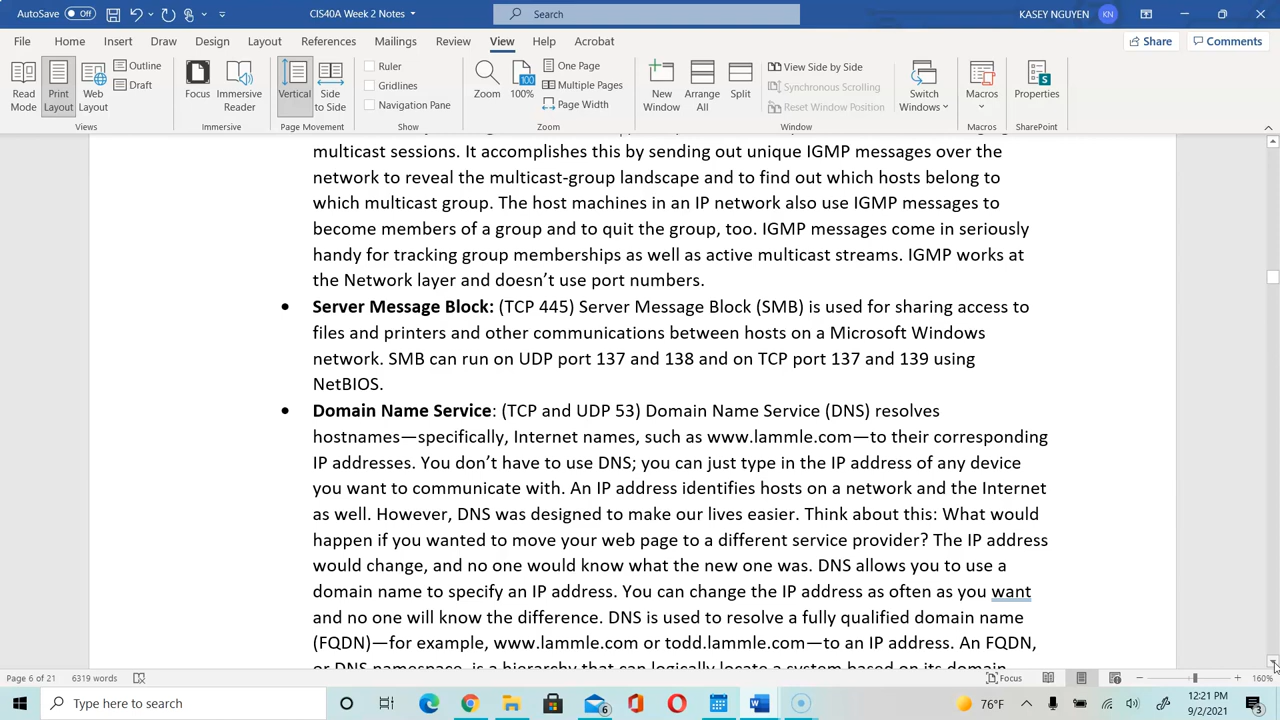 AutoSave Off CIS40A Week 2 Notes Search KASEY NGUYEN KN
File Home Insert Draw Design Layout References Mailings Review View Help Acrobat Share Comments
Read Mode
Print Layout
Web Layout
Outline
Draft
Views
Focus
Immersive Reader
Immersive
Vertical
Side to Side
Page Movement
Ruler
Gridlines
Navigation Pane
Show
Zoom
100
100%
One Page
Multiple Pages
Page Width
Zoom
New Window
Arrange All
Split
View Side by Side
Synchronous Scrolling
Reset Window Position
Window
Switch Windows
Macros
Macros
Properties
SharePoint
multicast sessions. It accomplishes this by sending out unique IGMP messages over the
network to reveal the multicast-group landscape and to find out which hosts belong to
which multicast group. The host machines in an IP network also use IGMP messages to
become members of a group and to quit the group, too. IGMP messages come in seriously
handy for tracking group memberships as well as active multicast streams. IGMP works at
the Network layer and doesn’t use port numbers.
• Server Message Block: (TCP 445) Server Message Block (SMB) is used for sharing access to
files and printers and other communications between hosts on a Microsoft Windows
network. SMB can run on UDP port 137 and 138 and on TCP port 137 and 139 using
NetBIOS.
• Domain Name Service: (TCP and UDP 53) Domain Name Service (DNS) resolves
hostnames—specifically, Internet names, such as www.lammle.com—to their corresponding
IP addresses. You don’t have to use DNS; you can just type in the IP address of any device
you want to communicate with. An IP address identifies hosts on a network and the Internet
as well. However, DNS was designed to make our lives easier. Think about this: What would
happen if you wanted to move your web page to a different service provider? The IP address
would change, and no one would know what the new one was. DNS allows you to use a
domain name to specify an IP address. You can change the IP address as often as you want
and no one will know the difference. DNS is used to resolve a fully qualified domain name
(FQDN)—for example, www.lammle.com or todd.lammle.com—to an IP address. An FQDN,
or DNS namespace, is a hierarchy that can logically locate a system based on its domain
Page 6 of 21 6319 words Focus 160%
Type here to search 6 76°F 12:21 PM
9/2/2021 3